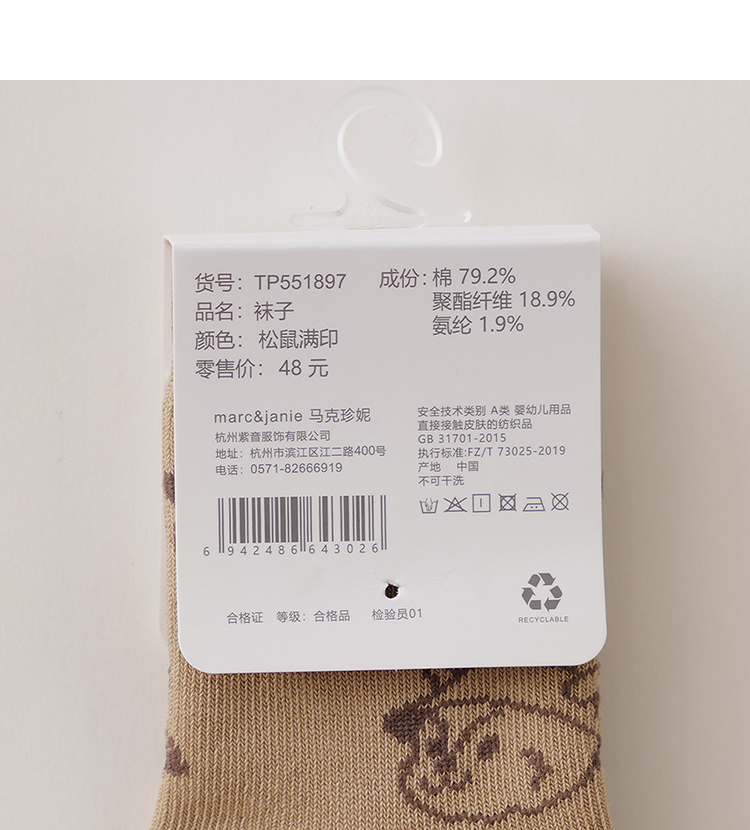 货号：TP551897
品名：袜子
颜色：松鼠满印
零售价：48 元
成份：棉 79.2%
聚酯纤维 18.9%
氨纶 1.9%
marc&janie 马克珍妮
杭州紫音服饰有限公司
地址：杭州市滨江区江二路400号
电话：0571-82666919
安全技术类别 A类 婴幼儿用品
直接接触皮肤的纺织品
GB 31701-2015
执行标准:FZ/T 73025-2019
产地 中国
不可干洗
6 942486 643026
合格证 等级：合格品 检验员01
RECYCLABLE